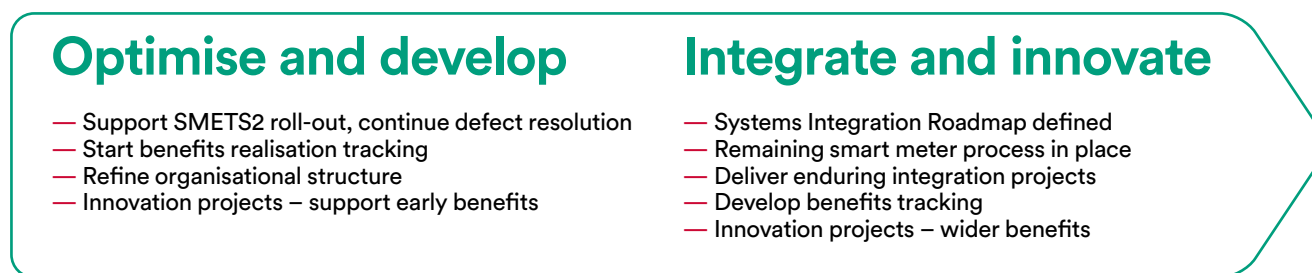 Optimise and develop
— Support SMETS2 roll-out, continue defect resolution
— Start benefits realisation tracking
— Refine organisational structure
— Innovation projects – support early benefits
Integrate and innovate
— Systems Integration Roadmap defined
— Remaining smart meter process in place
— Deliver enduring integration projects
— Develop benefits tracking
— Innovation projects – wider benefits